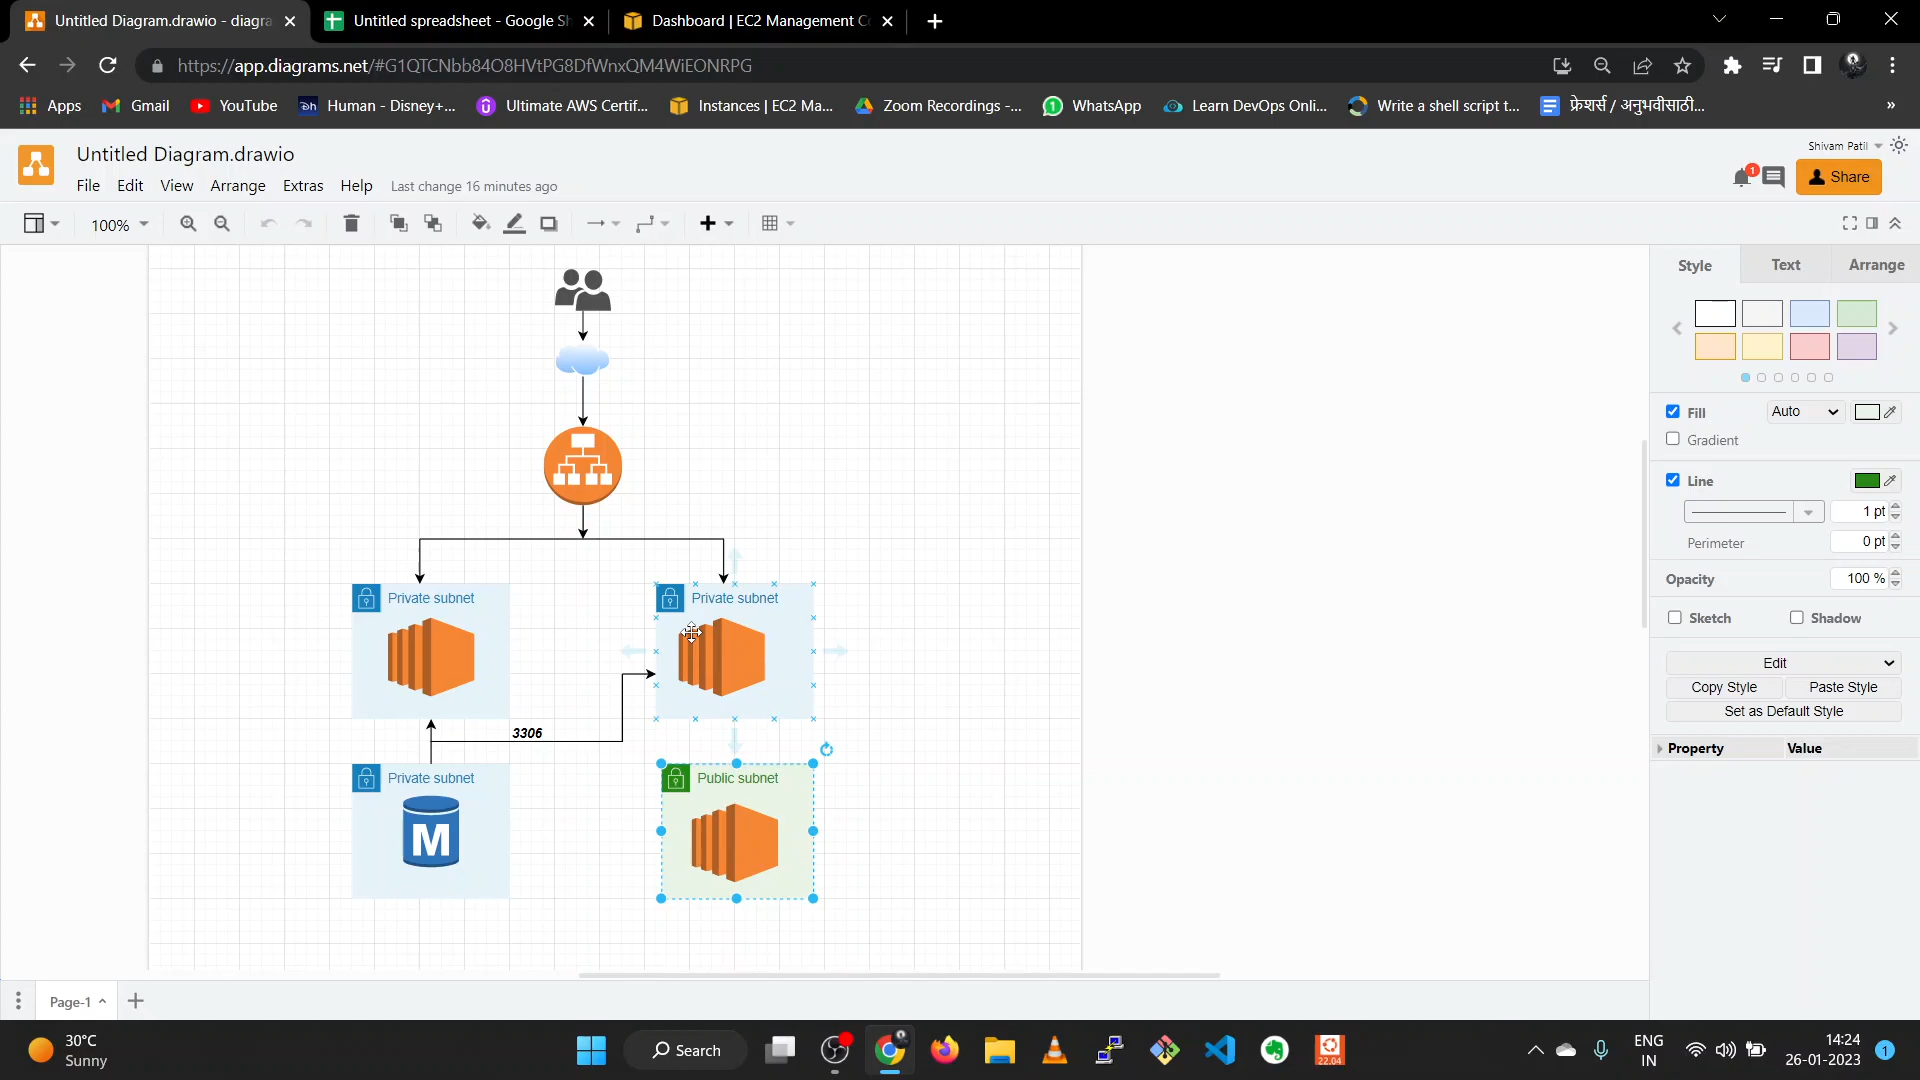 Untitled Diagram.drawio - diagra
Untitled spreadsheet - Google Sh
Dashboard | EC2 Management Co
https://app.diagrams.net/#G1QTCNbb84O8HVtPG8DfWnxQM4WiEONRPG
Apps
Gmail
YouTube
Human - Disney+...
Ultimate AWS Certif...
Instances | EC2 Ma...
Zoom Recordings -...
WhatsApp
Learn DevOps Onli...
Write a shell script t...
फ्रेशर्स / अनुभवीसाठी...
»
Untitled Diagram.drawio
Shivam Patil
File
Edit
View
Arrange
Extras
Help
Last change 16 minutes ago
1
Share
100%
Style
Text
Arrange
Private subnet
Private subnet
3306
Private subnet
M
Public subnet
Fill
Auto
Gradient
Line
1 pt
Perimeter
0 pt
Opacity
100 %
Sketch
Shadow
Edit
Copy Style
Paste Style
Set as Default Style
Property
Value
Page-1
30°C
Sunny
Search
22.04
ENG
IN
14:24
26-01-2023
1